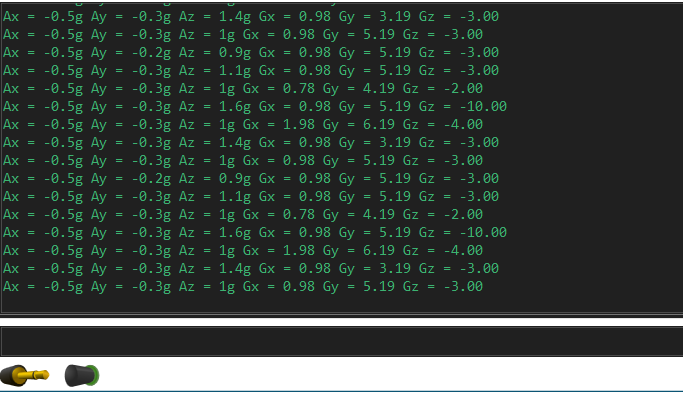 Ax = -0.5g Ay = -0.3g Az = 1.4g Gx = 0.98 Gy = 3.19 Gz = -3.00
Ax = -0.5g Ay = -0.3g Az = 1g Gx = 0.98 Gy = 5.19 Gz = -3.00
Ax = -0.5g Ay = -0.2g Az = 0.9g Gx = 0.98 Gy = 5.19 Gz = -3.00
Ax = -0.5g Ay = -0.3g Az = 1.1g Gx = 0.98 Gy = 5.19 Gz = -3.00
Ax = -0.5g Ay = -0.3g Az = 1g Gx = 0.78 Gy = 4.19 Gz = -2.00
Ax = -0.5g Ay = -0.3g Az = 1.6g Gx = 0.98 Gy = 5.19 Gz = -10.00
Ax = -0.5g Ay = -0.3g Az = 1g Gx = 1.98 Gy = 6.19 Gz = -4.00
Ax = -0.5g Ay = -0.3g Az = 1.4g Gx = 0.98 Gy = 3.19 Gz = -3.00
Ax = -0.5g Ay = -0.3g Az = 1g Gx = 0.98 Gy = 5.19 Gz = -3.00
Ax = -0.5g Ay = -0.2g Az = 0.9g Gx = 0.98 Gy = 5.19 Gz = -3.00
Ax = -0.5g Ay = -0.3g Az = 1.1g Gx = 0.98 Gy = 5.19 Gz = -3.00
Ax = -0.5g Ay = -0.3g Az = 1g Gx = 0.78 Gy = 4.19 Gz = -2.00
Ax = -0.5g Ay = -0.3g Az = 1.6g Gx = 0.98 Gy = 5.19 Gz = -10.00
Ax = -0.5g Ay = -0.3g Az = 1g Gx = 1.98 Gy = 6.19 Gz = -4.00
Ax = -0.5g Ay = -0.3g Az = 1.4g Gx = 0.98 Gy = 3.19 Gz = -3.00
Ax = -0.5g Ay = -0.3g Az = 1g Gx = 0.98 Gy = 5.19 Gz = -3.00